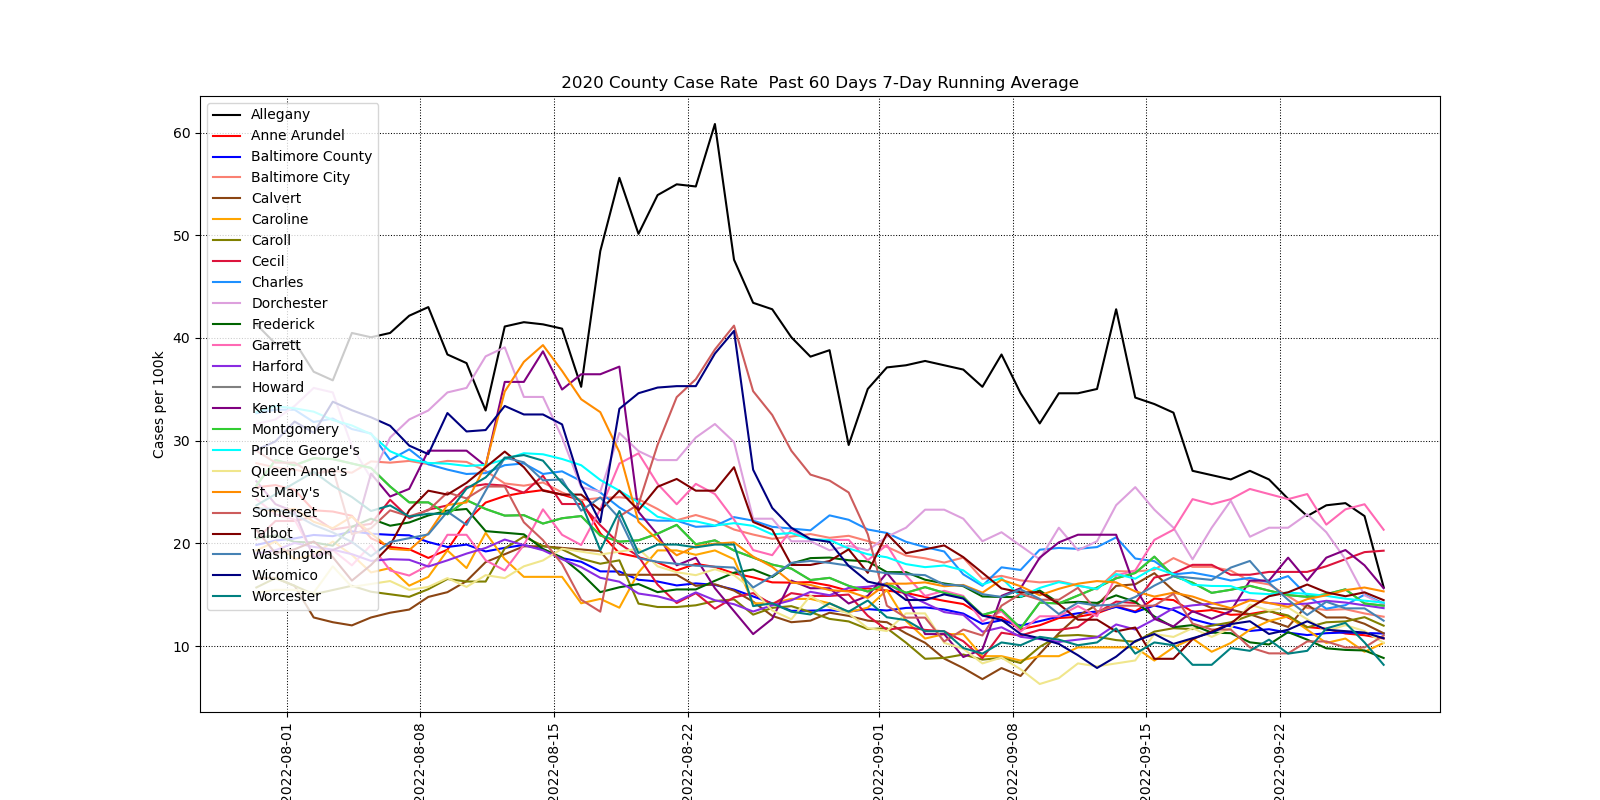 2020 County Case Rate  Past 60 Days 7-Day Running Average
Cases per 100k
60
50
40
30
20
10
Allegany
Anne Arundel
Baltimore County
Baltimore City
Calvert
Caroline
Caroll
Cecil
Charles
Dorchester
Frederick
Garrett
Harford
Howard
Kent
Montgomery
Prince George's
Queen Anne's
St. Mary's
Somerset
Talbot
Washington
Wicomico
Worcester
2022-08-01
2022-08-08
2022-08-15
2022-08-22
2022-09-01
2022-09-08
2022-09-15
2022-09-22